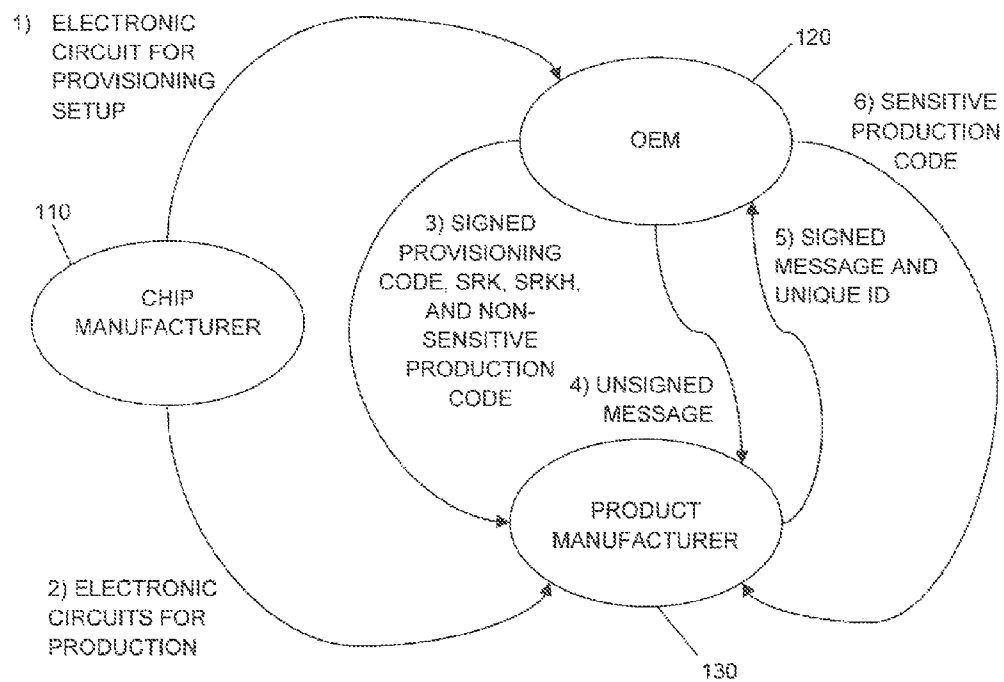 1) ELECTRONIC
CIRCUIT FOR
PROVISIONING
SETUP
120
OEM
6) SENSITIVE
PRODUCTION
CODE
110
CHIP
MANUFACTURER
3) SIGNED
PROVISIONING
CODE, SRK, SRKH,
AND NON-
SENSITIVE
PRODUCTION
CODE
5) SIGNED
MESSAGE AND
UNIQUE ID
4) UNSIGNED
MESSAGE
PRODUCT
MANUFACTURER
2) ELECTRONIC
CIRCUITS FOR
PRODUCTION
130